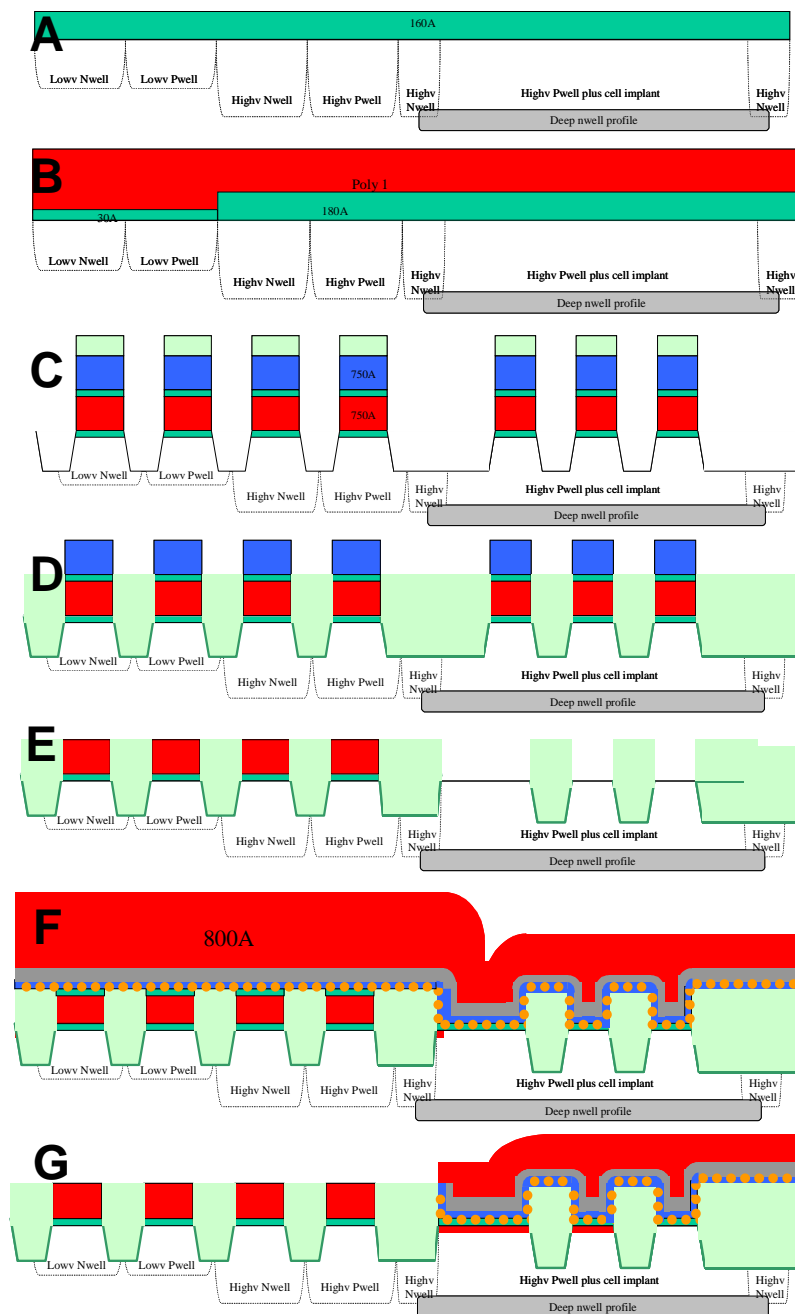 A
160A
Lowv Nwell Lowv Pwell
Highv Nwell Highv Pwell
Highv
Nwell
Highv Pwell plus cell implant
Highv
Nwell
Deep nwell profile
B
Poly I
30A
180A
Lowv Nwell Lowv Pwell
Highv Nwell Highv Pwell
Highv
Nwell
Highv Pwell plus cell implant
Highv
Nwell
Deep nwell profile
C
750A
750A
Lowv Nwell Lowv Pwell
Highv Nwell Highv Pwell
Highv
Nwell
Highv Pwell plus cell implant
Highv
Nwell
Deep nwell profile
D
Lowv Nwell Lowv Pwell
Highv Nwell Highv Pwell
Highv
Nwell
Highv Pwell plus cell implant
Highv
Nwell
Deep nwell profile
E
Lowv Nwell Lowv Pwell
Highv Nwell Highv Pwell
Highv
Nwell
Highv Pwell plus cell implant
Highv
Nwell
Deep nwell profile
F
800A
Lowv Nwell Lowv Pwell
Highv Nwell Highv Pwell
Highv
Nwell
Highv Pwell plus cell implant
Highv
Nwell
Deep nwell profile
G
Lowv Nwell Lowv Pwell
Highv Nwell Highv Pwell
Highv
Nwell
Highv Pwell plus cell implant
Highv
Nwell
Deep nwell profile